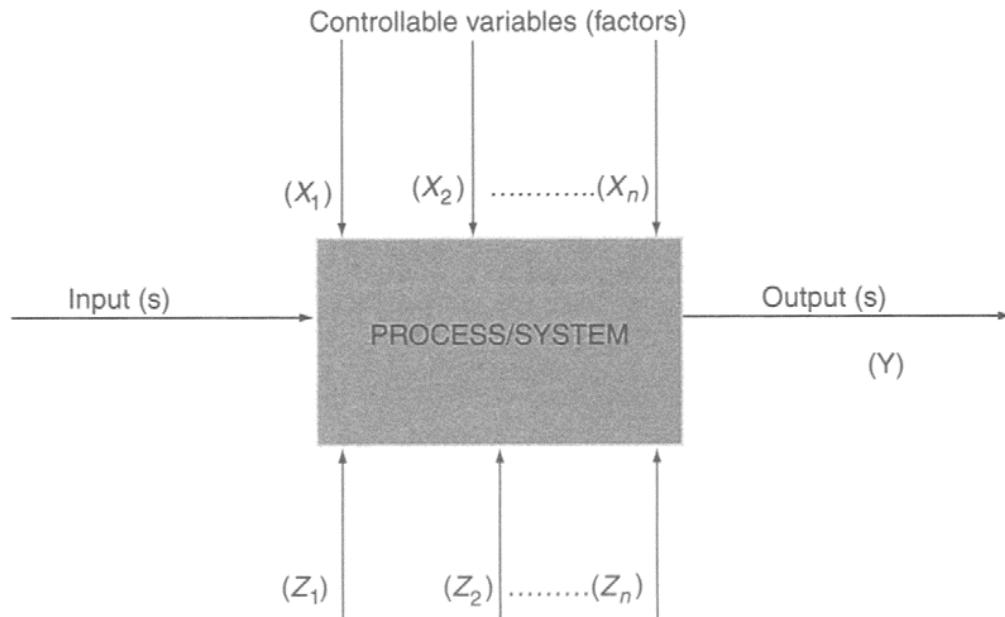 Controllable variables (factors)
(X₁) (X₂) ............(Xₙ)
Input (s)
Output (s)
PROCESS/SYSTEM
(Y)
(Z₁) (Z₂) .........(Zₙ)